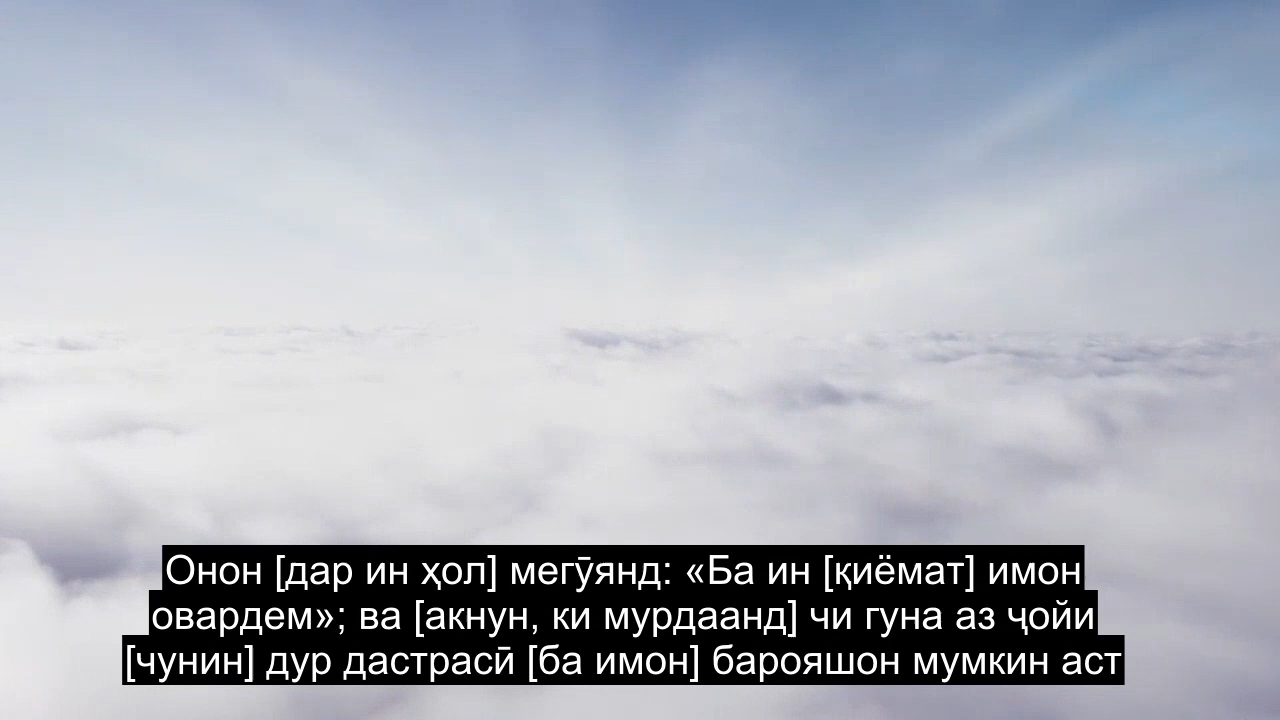 Онон [дар ин ҳол] мегӯянд: «Ба ин [қиёмат] имон
овардем»; ва [акнун, ки мурдаанд] чи гуна аз ҷойи
[чунин] дур дастрасӣ [ба имон] барояшон мумкин аст